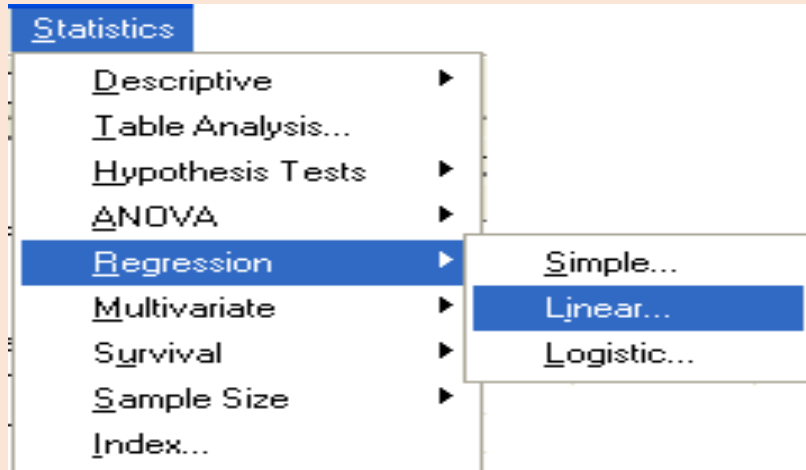 Statistics
Descriptive
Table Analysis...
Hypothesis Tests
ANOVA
Regression
Simple...
Multivariate
Linear...
Survival
Logistic...
Sample Size
Index...